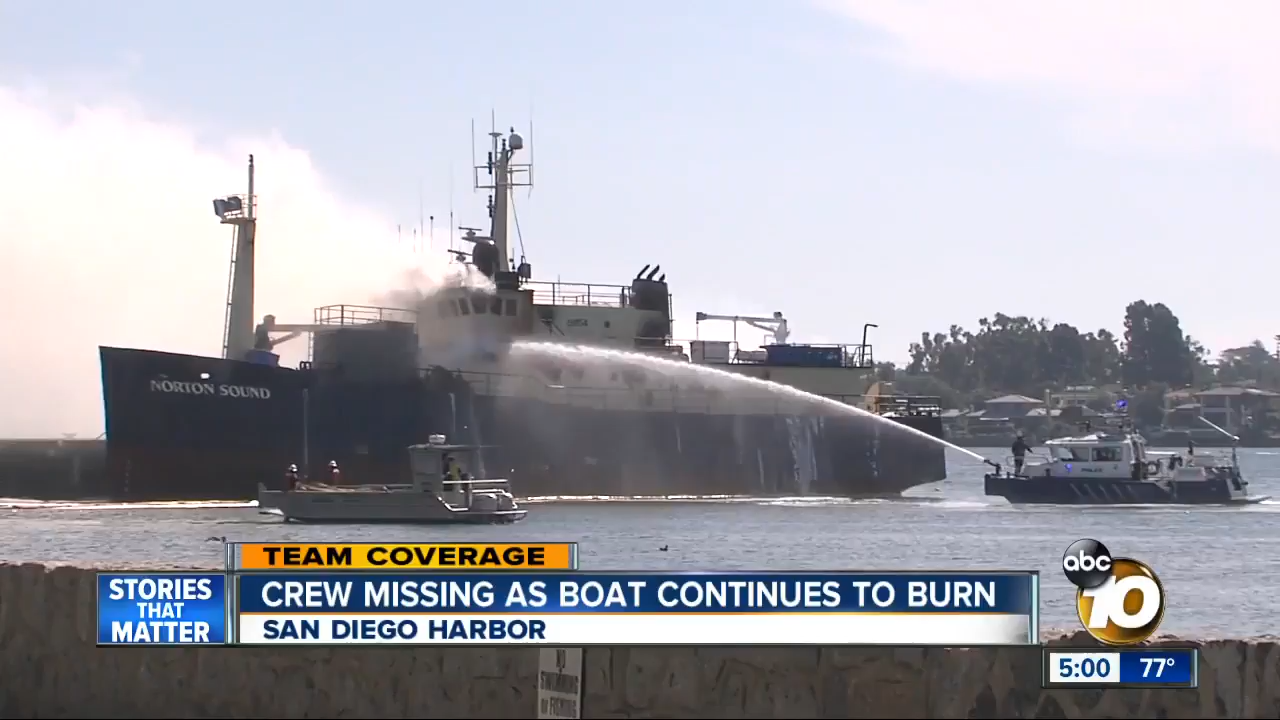 NORTON SOUND
POLICE
TEAM COVERAGE
STORIES
THAT
MATTER
CREW MISSING AS BOAT CONTINUES TO BURN
SAN DIEGO HARBOR
abc
10
5:00 77°
NO
SWIMMING
or FISHING